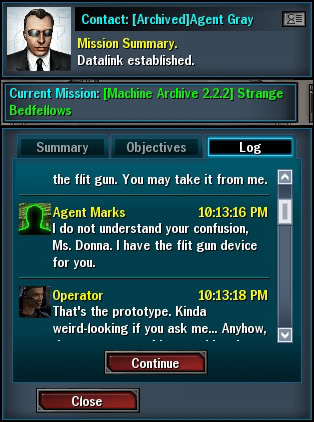 Contact: [Archived]Agent Gray
Mission Summary.
Datalink established.
Current Mission: [Machine Archive 2.2.2] Strange
Bedfellows
Summary
Objectives
Log
the flit gun. You may take it from me.
Agent Marks 10:13:16 PM
I do not understand your confusion,
Ms. Donna. I have the flit gun device
for you.
Operator 10:13:18 PM
That's the prototype. Kinda
weird-looking if you ask me... Anyhow,
Continue
Close